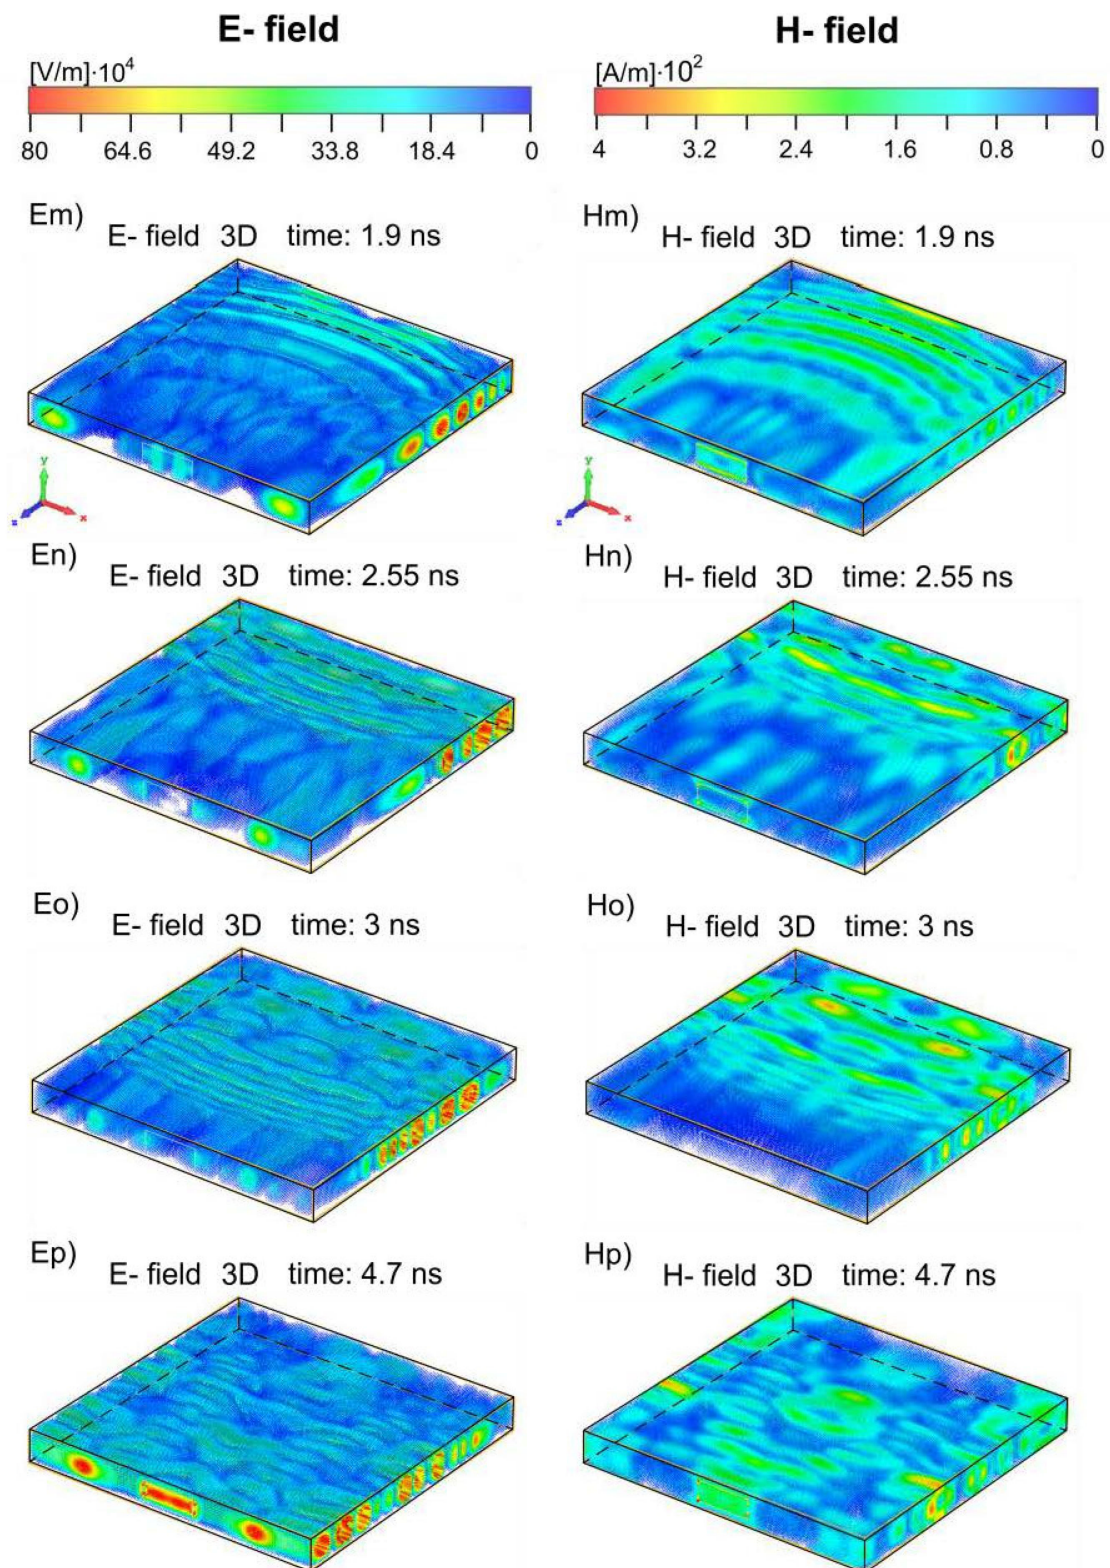 E- field H- field
[V/m]·10⁴ [A/m]·10²
80 64.6 49.2 33.8 18.4 0 4 3.2 2.4 1.6 0.8 0
Em) Hm)
E- field 3D time: 1.9 ns H- field 3D time: 1.9 ns
y y
z x z x
En) Hn)
E- field 3D time: 2.55 ns H- field 3D time: 2.55 ns
Eo) Ho)
E- field 3D time: 3 ns H- field 3D time: 3 ns
Ep) Hp)
E- field 3D time: 4.7 ns H- field 3D time: 4.7 ns